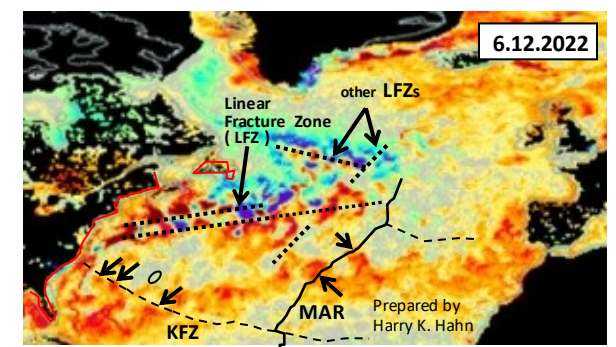 6.12.2022
other LFZs
Linear
Fracture Zone
( LFZ )
KFZ
MAR
Prepared by
Harry K. Hahn